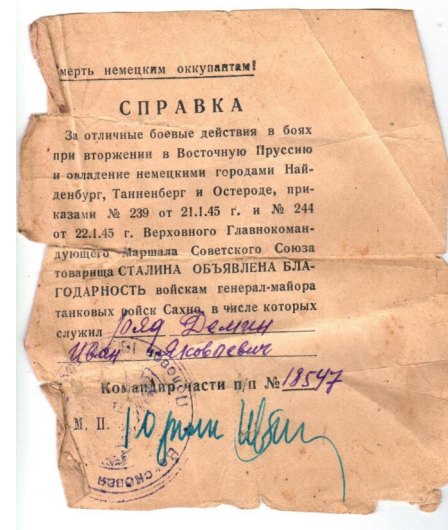 мерть немецким оккупантам!
СПРАВКА
За отличные боевые действия в боях
при вторжении в Восточную Пруссию
и овладение немецкими городами Най-
денбург, Танненберг и Остероде, при-
казами № 239 от 21.1.45 г. и № 244
от 22.1.45 г. Верховного Главнокоман-
дующего Маршала Советского Союза
товарища СТАЛИНА ОБЪЯВЛЕНА БЛА-
ГОДАРНОСТЬ войскам генерал-майора
танковых войск Сахно, в числе которых
служил ряд Демин
Иван Яковлевич
Командир части п/п № 18547
М. П.